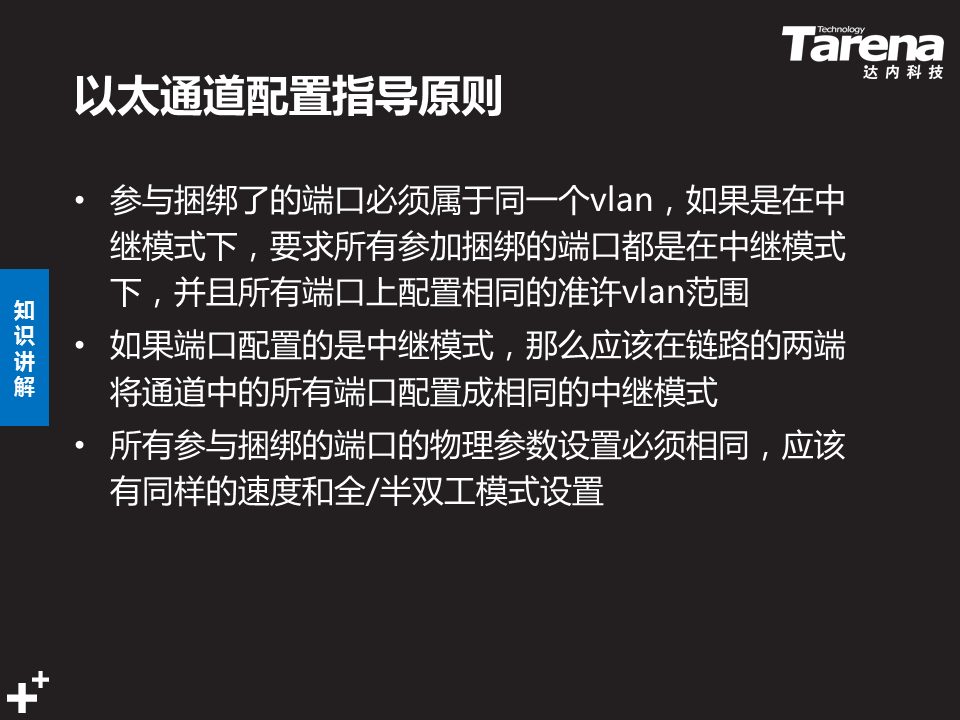 Technology
Tarena
达内科技
以太通道配置指导原则
• 参与捆绑了的端口必须属于同一个vlan，如果是在中
继模式下，要求所有参加捆绑的端口都是在中继模式
下，并且所有端口上配置相同的准许vlan范围
• 如果端口配置的是中继模式，那么应该在链路的两端
将通道中的所有端口配置成相同的中继模式
• 所有参与捆绑的端口的物理参数设置必须相同，应该
有同样的速度和全/半双工模式设置
知
识
讲
解